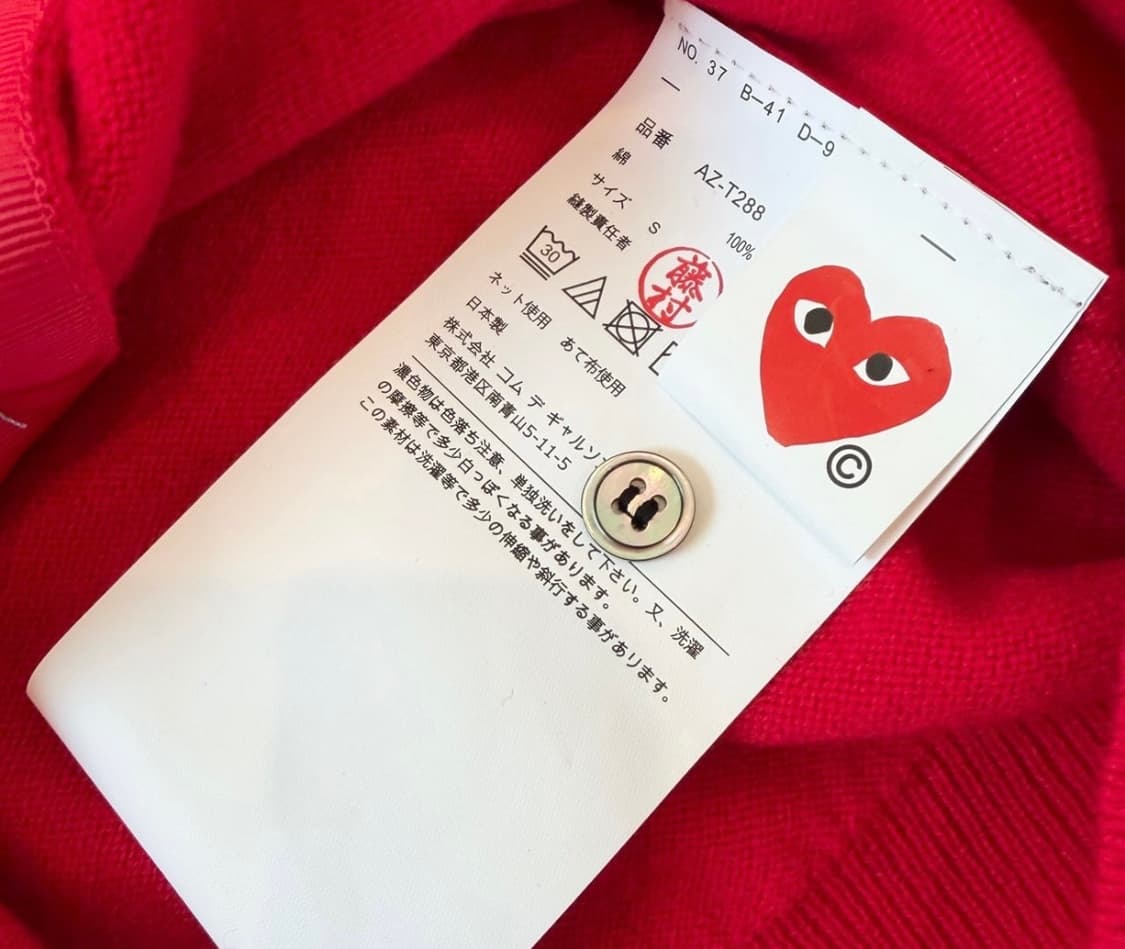 NO. 37 B-41 D-9
品番 AZ-T288
綿 100%
サイズ S
縫製責任者
藤村
30
ネット使用 あて布使用
日本製
株式会社 コム デ ギャルソ
東京都港区南青山5-11-5
濃色物は色落ち注意、単独洗いをして下さい。又、洗濯
の摩擦等で多少白っぽくなる事があります。
この素材は洗濯等で多少の伸縮や斜行する事があります。
©